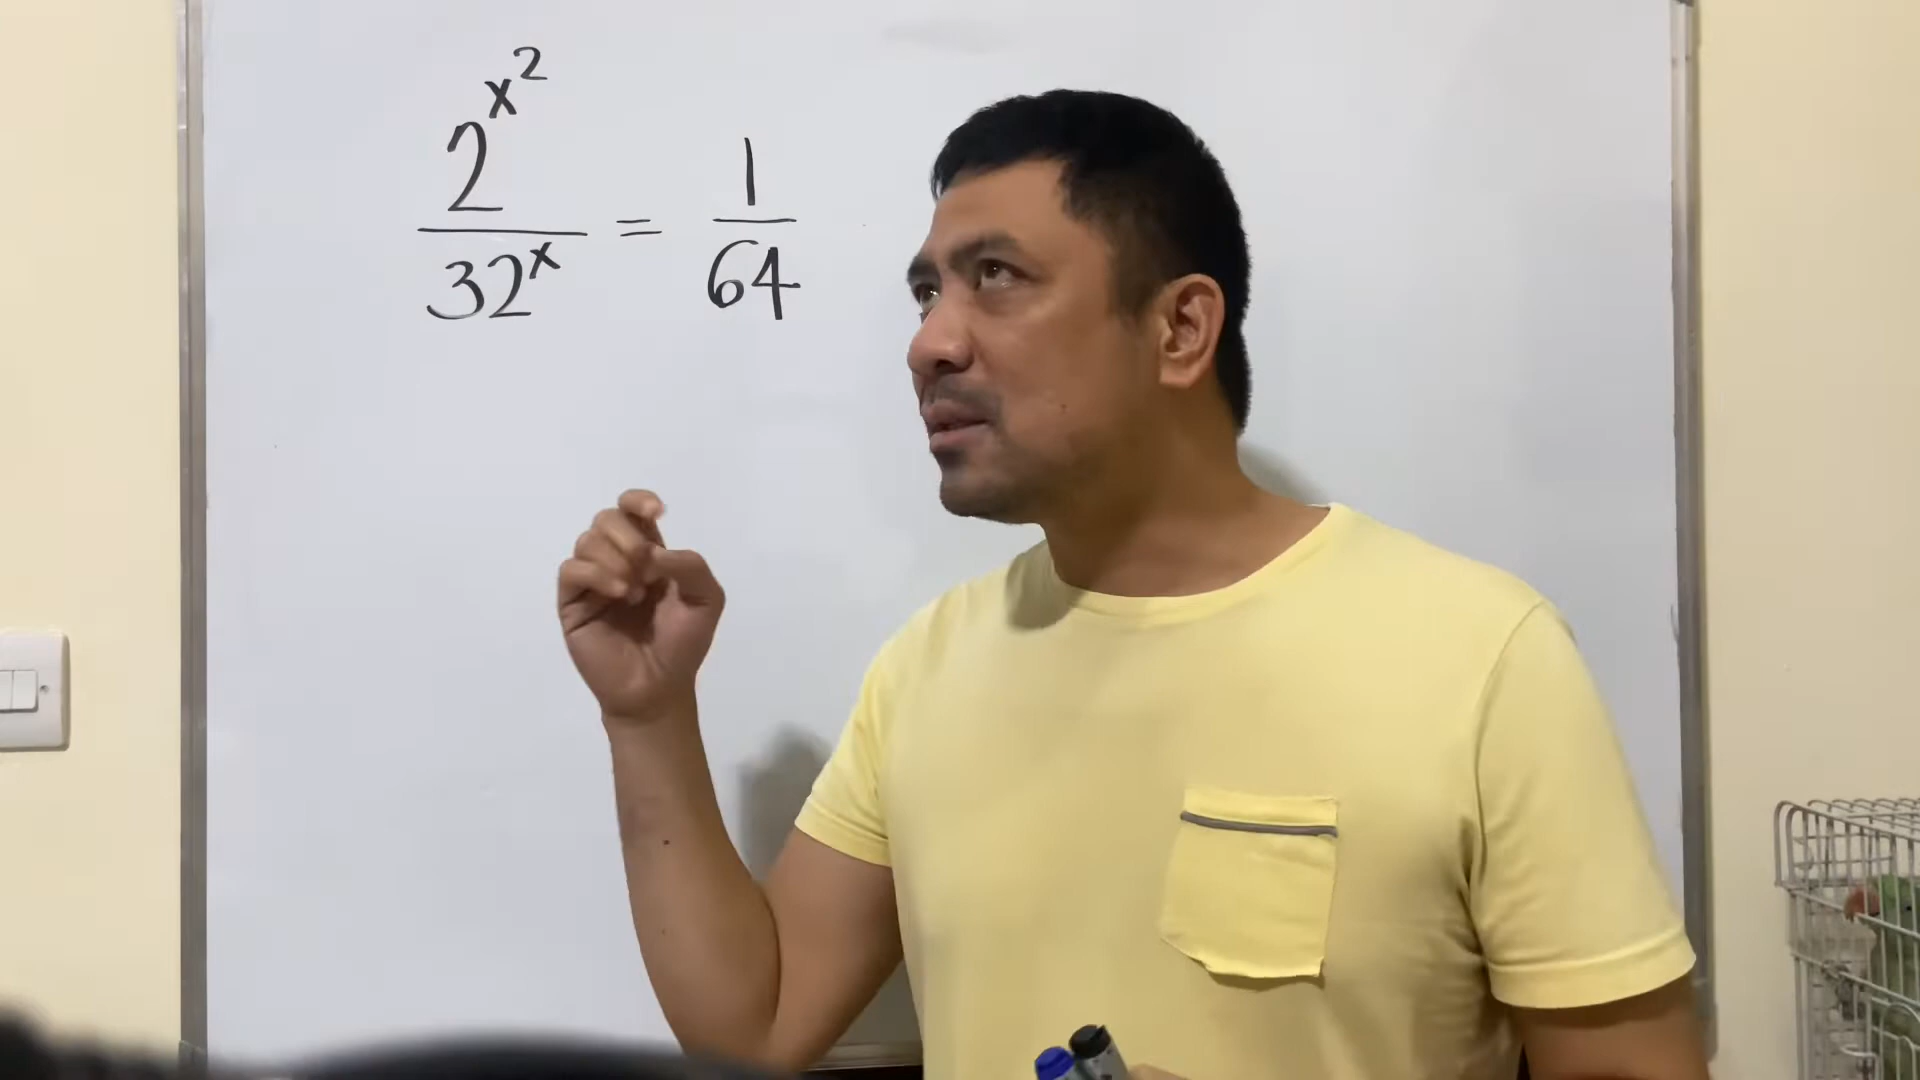 2^{x^2} / 32^x = 1 / 64